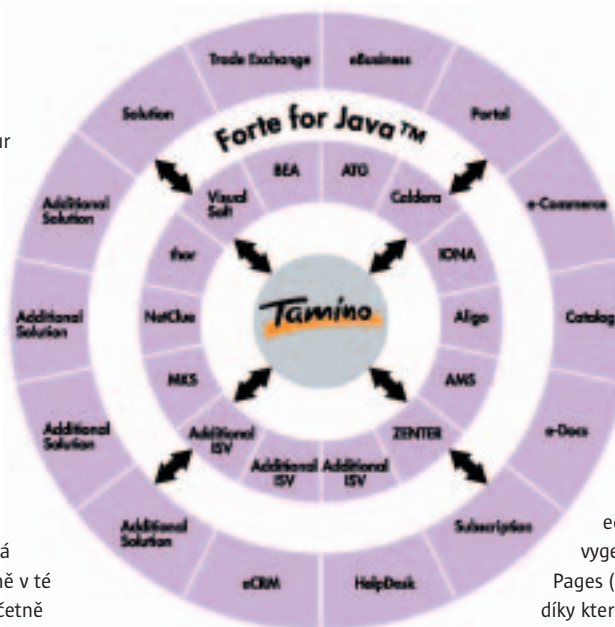 Trade Exchange
eBusiness
Solution
Portal
Forte for Java™
BEA
ATG
Additional
Solution
Visual
Soft
Caldera
e-Commerce
thor
IONA
Additional
Solution
NetClue
Tamino
Aligo
Catalog
MKS
AMS
Additional
Solution
Additional
ISV
Additional
ISV
Additional
ISV
ZENTER
e-Docs
Additional
Solution
eCRM
HelpDesk
Subscription
ur
á
ně v té
četně
vyge
Pages (
díky kter